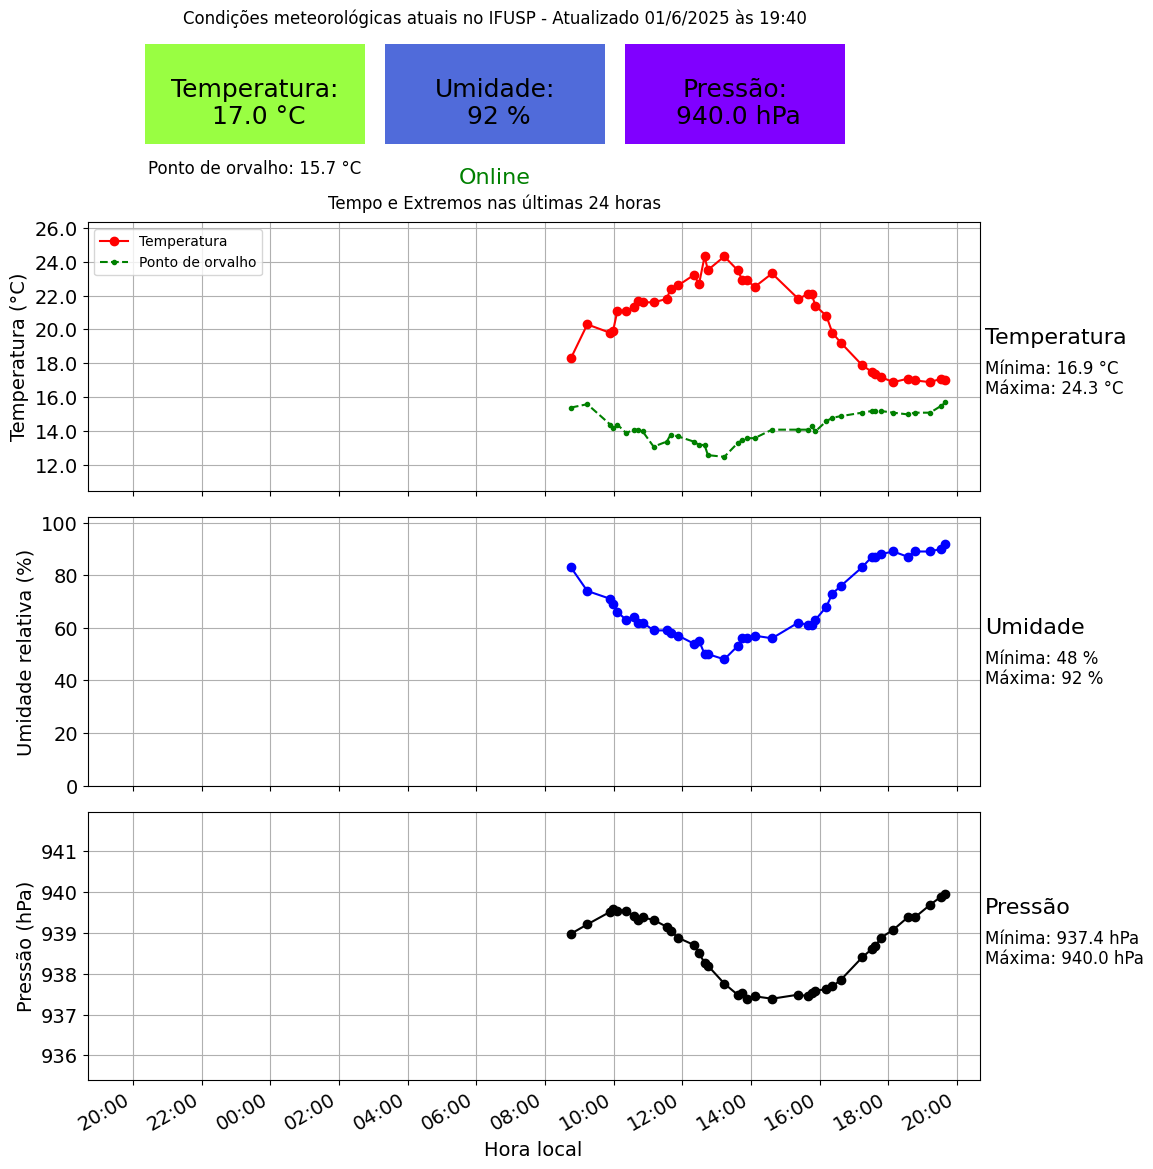 Condições meteorológicas atuais no IFUSP - Atualizado 01/6/2025 às 19:40
Temperatura:
17.0 °C
Umidade:
92 %
Pressão:
940.0 hPa
Ponto de orvalho: 15.7 °C
Online
Tempo e Extremos nas últimas 24 horas
Temperatura (°C)
26.0
24.0
22.0
20.0
18.0
16.0
14.0
12.0
Temperatura
Ponto de orvalho
Temperatura
Mínima: 16.9 °C
Máxima: 24.3 °C
Umidade relativa (%)
100
80
60
40
20
0
Umidade
Mínima: 48 %
Máxima: 92 %
Pressão (hPa)
941
940
939
938
937
936
Pressão
Mínima: 937.4 hPa
Máxima: 940.0 hPa
20:00 22:00 00:00 02:00 04:00 06:00 08:00 10:00 12:00 14:00 16:00 18:00 20:00
Hora local